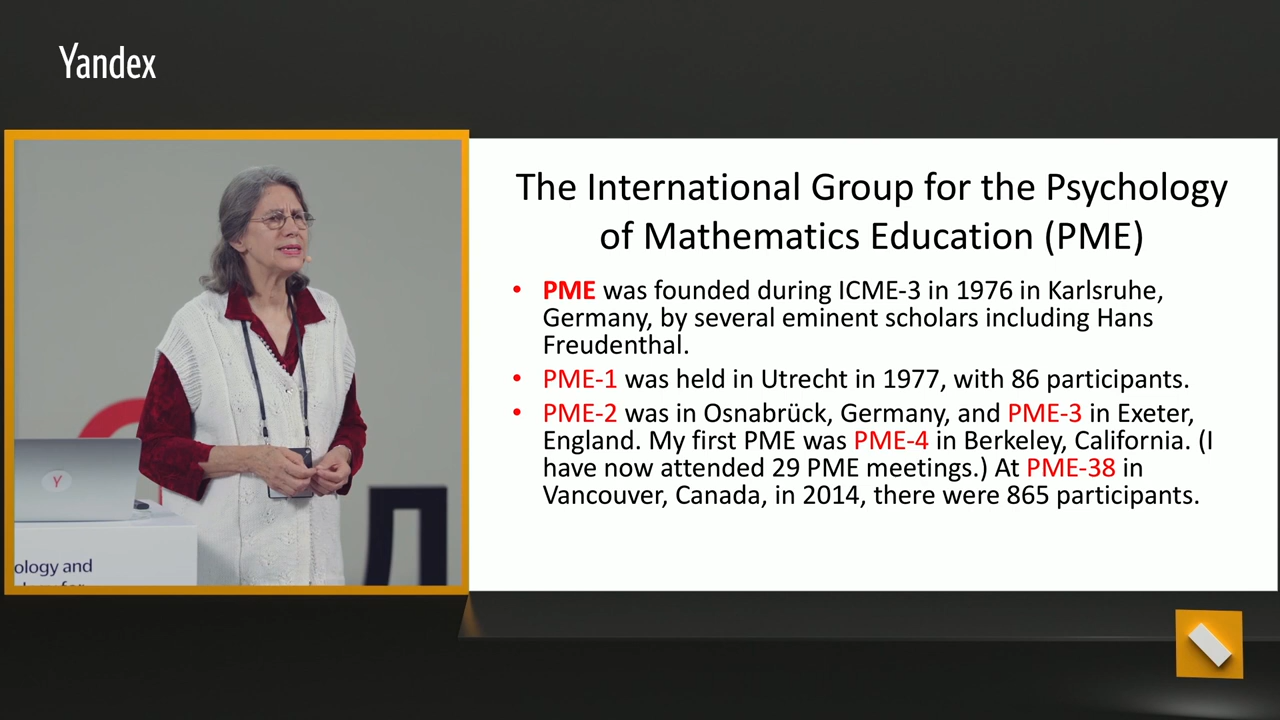 Yandex
The International Group for the Psychology
of Mathematics Education (PME)
• PME was founded during ICME-3 in 1976 in Karlsruhe,
Germany, by several eminent scholars including Hans
Freudenthal.
• PME-1 was held in Utrecht in 1977, with 86 participants.
• PME-2 was in Osnabrück, Germany, and PME-3 in Exeter,
England. My first PME was PME-4 in Berkeley, California. (I
have now attended 29 PME meetings.) At PME-38 in
Vancouver, Canada, in 2014, there were 865 participants.
Y
ology and